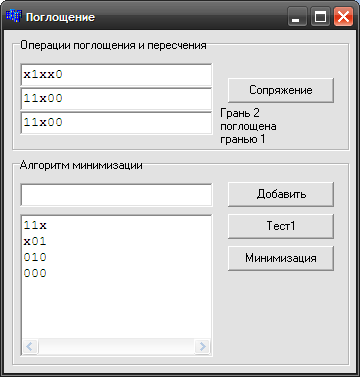 Поглощение
Операции поглощения и пересчения
x1xx0
11x00
11x00
Сопряжение
Грань 2
поглощена
гранью 1
Алгоритм минимизации
Добавить
11x
x01
010
000
Тест1
Минимизация